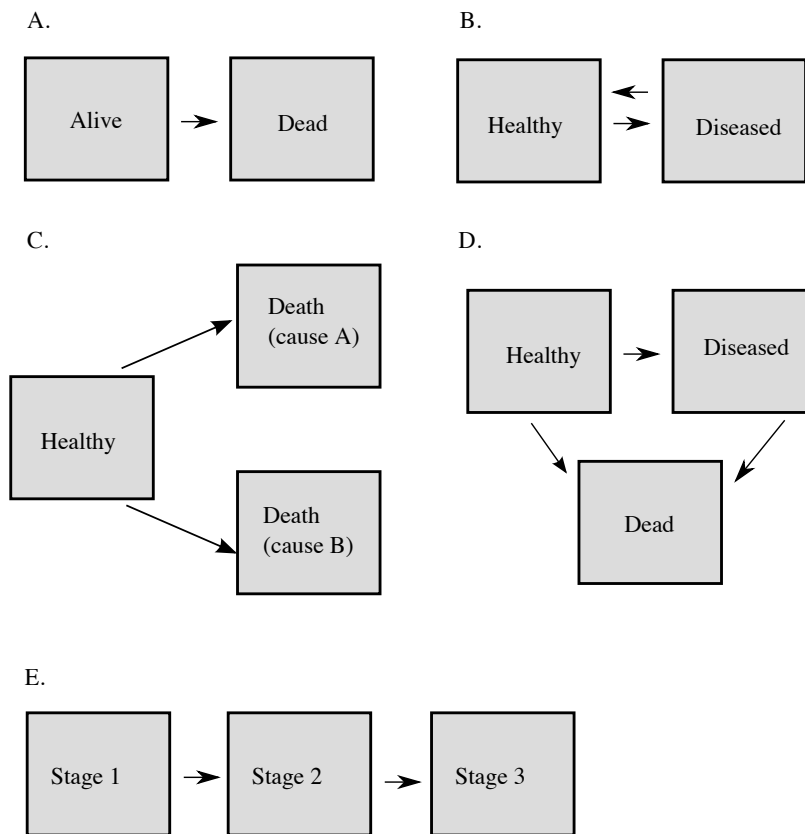 A.
Alive
Dead
B.
Healthy
Diseased
C.
Healthy
Death
(cause A)
Death
(cause B)
D.
Healthy
Diseased
Dead
E.
Stage 1
Stage 2
Stage 3